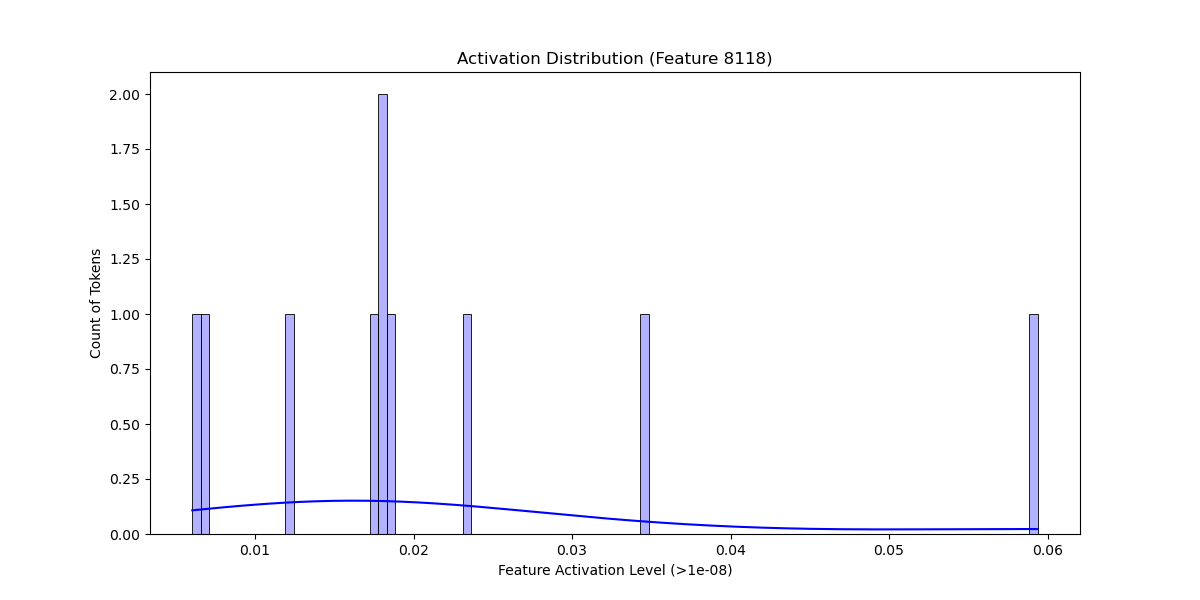 Activation Distribution (Feature 8118)
2.00
1.75
1.50
1.25
1.00
0.75
0.50
0.25
0.00
Count of Tokens
0.01 0.02 0.03 0.04 0.05 0.06
Feature Activation Level (>1e-08)